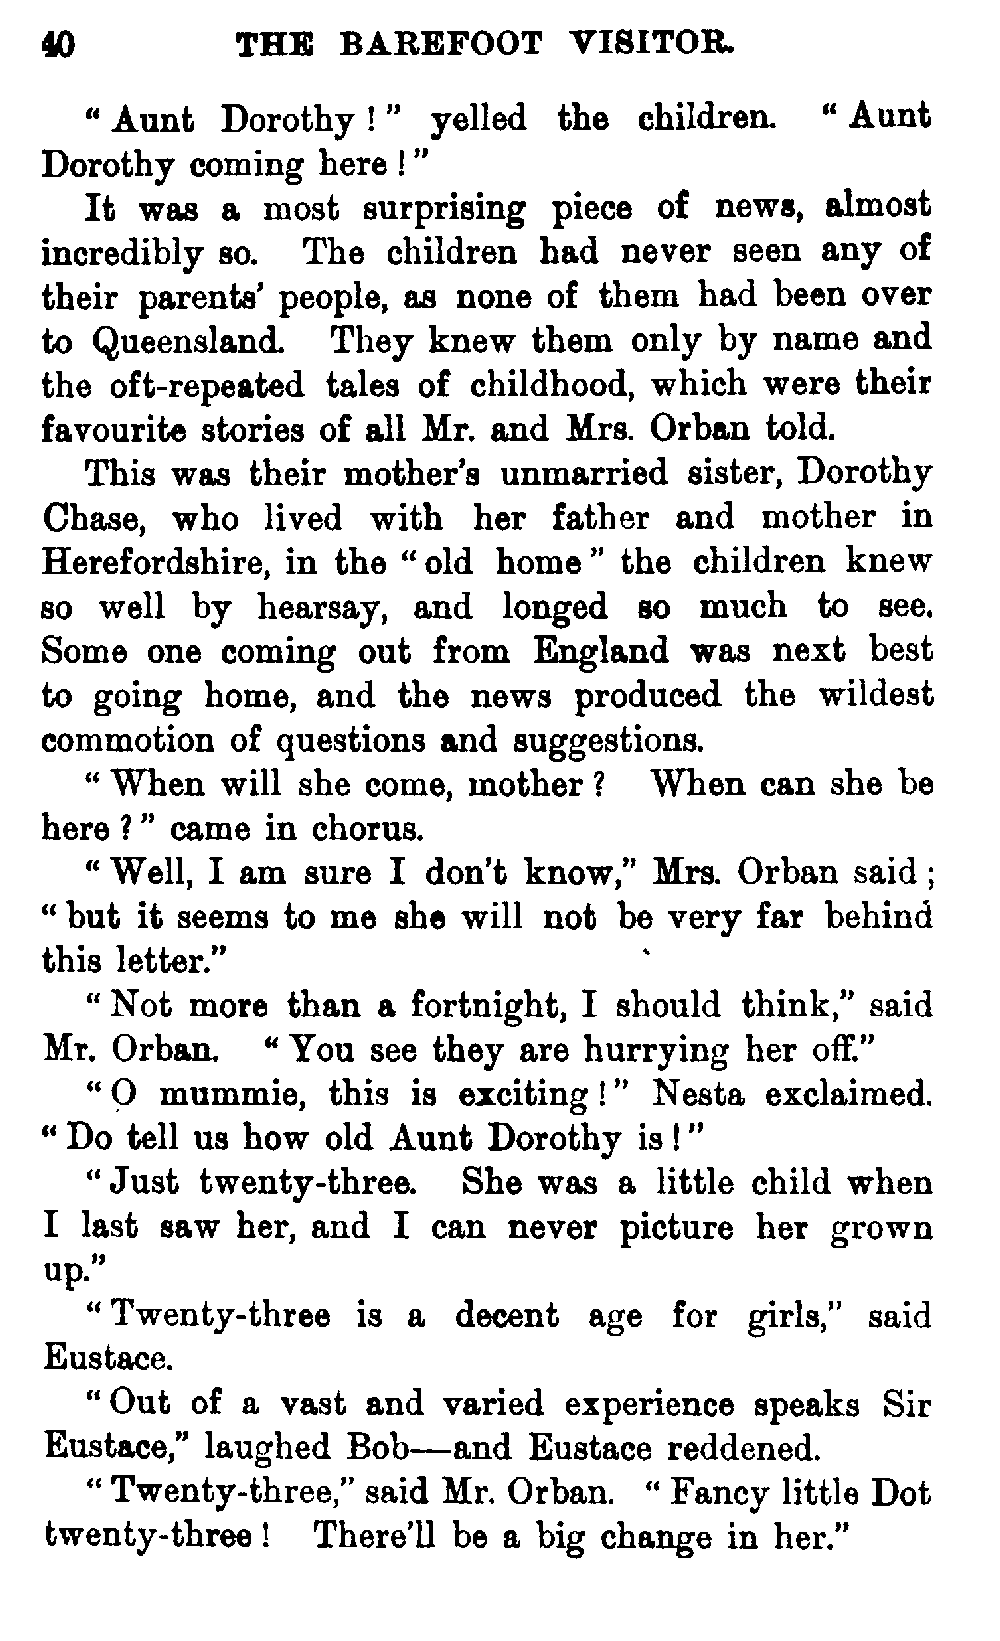 40 THE BAREFOOT VISITOR.
“Aunt Dorothy!” yelled the children. “Aunt
Dorothy coming here!”
It was a most surprising piece of news, almost
incredibly so. The children had never seen any of
their parents’ people, as none of them had been over
to Queensland. They knew them only by name and
the oft-repeated tales of childhood, which were their
favourite stories of all Mr. and Mrs. Orban told.
This was their mother’s unmarried sister, Dorothy
Chase, who lived with her father and mother in
Herefordshire, in the “old home” the children knew
so well by hearsay, and longed so much to see.
Some one coming out from England was next best
to going home, and the news produced the wildest
commotion of questions and suggestions.
“When will she come, mother? When can she be
here?” came in chorus.
“Well, I am sure I don’t know,” Mrs. Orban said;
“but it seems to me she will not be very far behind
this letter.”
“Not more than a fortnight, I should think,” said
Mr. Orban. “You see they are hurrying her off.”
“O mummie, this is exciting!” Nesta exclaimed.
“Do tell us how old Aunt Dorothy is!”
“Just twenty-three. She was a little child when
I last saw her, and I can never picture her grown
up.”
“Twenty-three is a decent age for girls,” said
Eustace.
“Out of a vast and varied experience speaks Sir
Eustace,” laughed Bob—and Eustace reddened.
“Twenty-three,” said Mr. Orban. “Fancy little Dot
twenty-three! There’ll be a big change in her.”